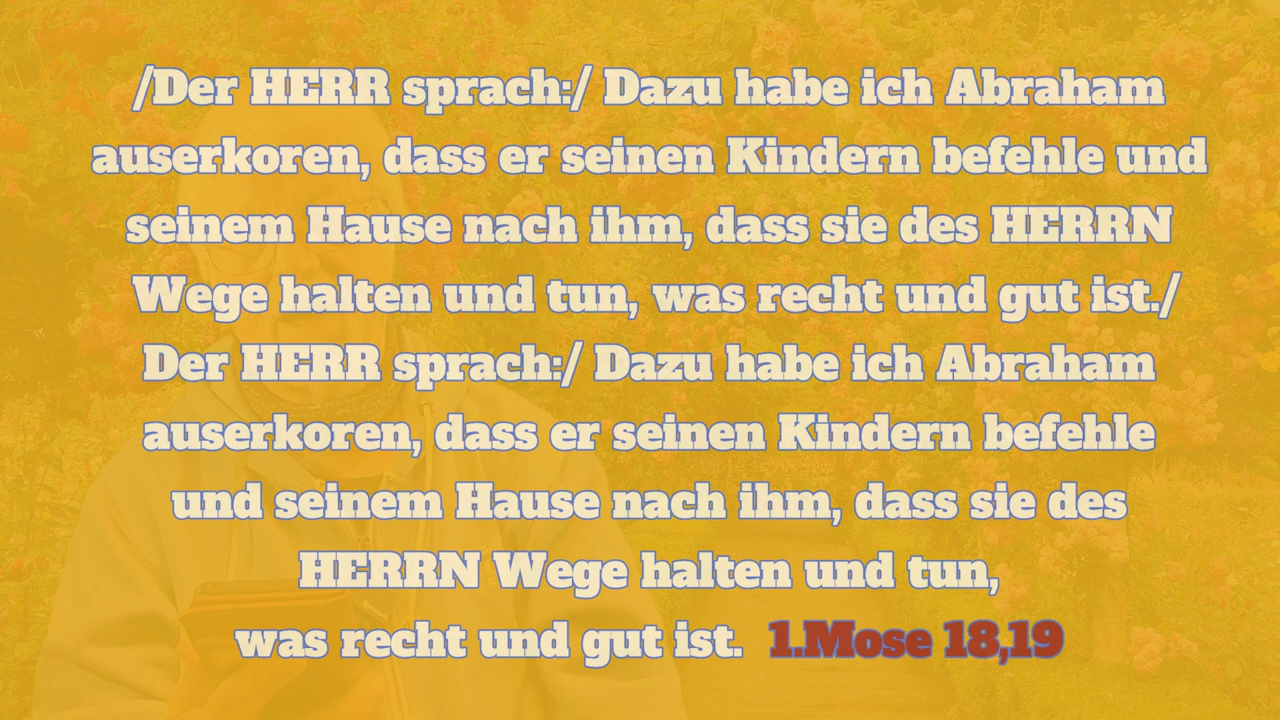 /Der HERR sprach:/ Dazu habe ich Abraham
auserkoren, dass er seinen Kindern befehle und
seinem Hause nach ihm, dass sie des HERRN
Wege halten und tun, was recht und gut ist./
Der HERR sprach:/ Dazu habe ich Abraham
auserkoren, dass er seinen Kindern befehle
und seinem Hause nach ihm, dass sie des
HERRN Wege halten und tun,
was recht und gut ist. 1.Mose 18,19